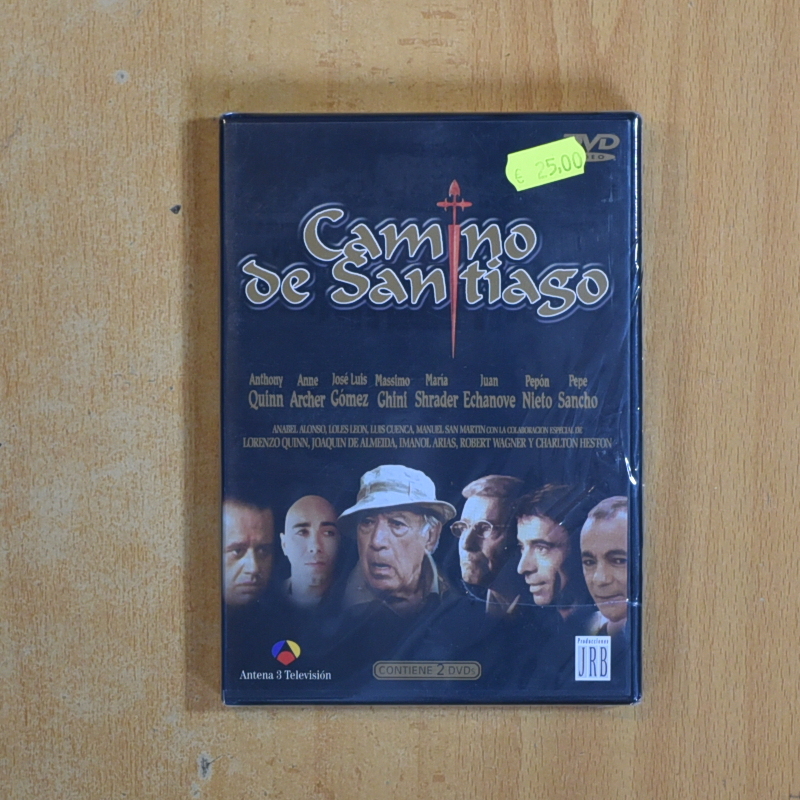 DVD
VIDEO
€ 25,00
Camino
de Santiago
Anthony Anne José Luis Massimo Maria Juan Pepón Pepe
Quinn Archer Gómez Ghini Shrader Echanove Nieto Sancho
ANABEL ALONSO, LOLES LEON, LUIS CUENCA, MANUEL SAN MARTIN CON LA COLABORACION ESPECIAL DE
LORENZO QUINN, JOAQUIN DE ALMEIDA, IMANOL ARIAS, ROBERT WAGNER Y CHARLTON HESTON
Antena 3 Televisión
CONTIENE 2 DVDs
Producciones
JRB